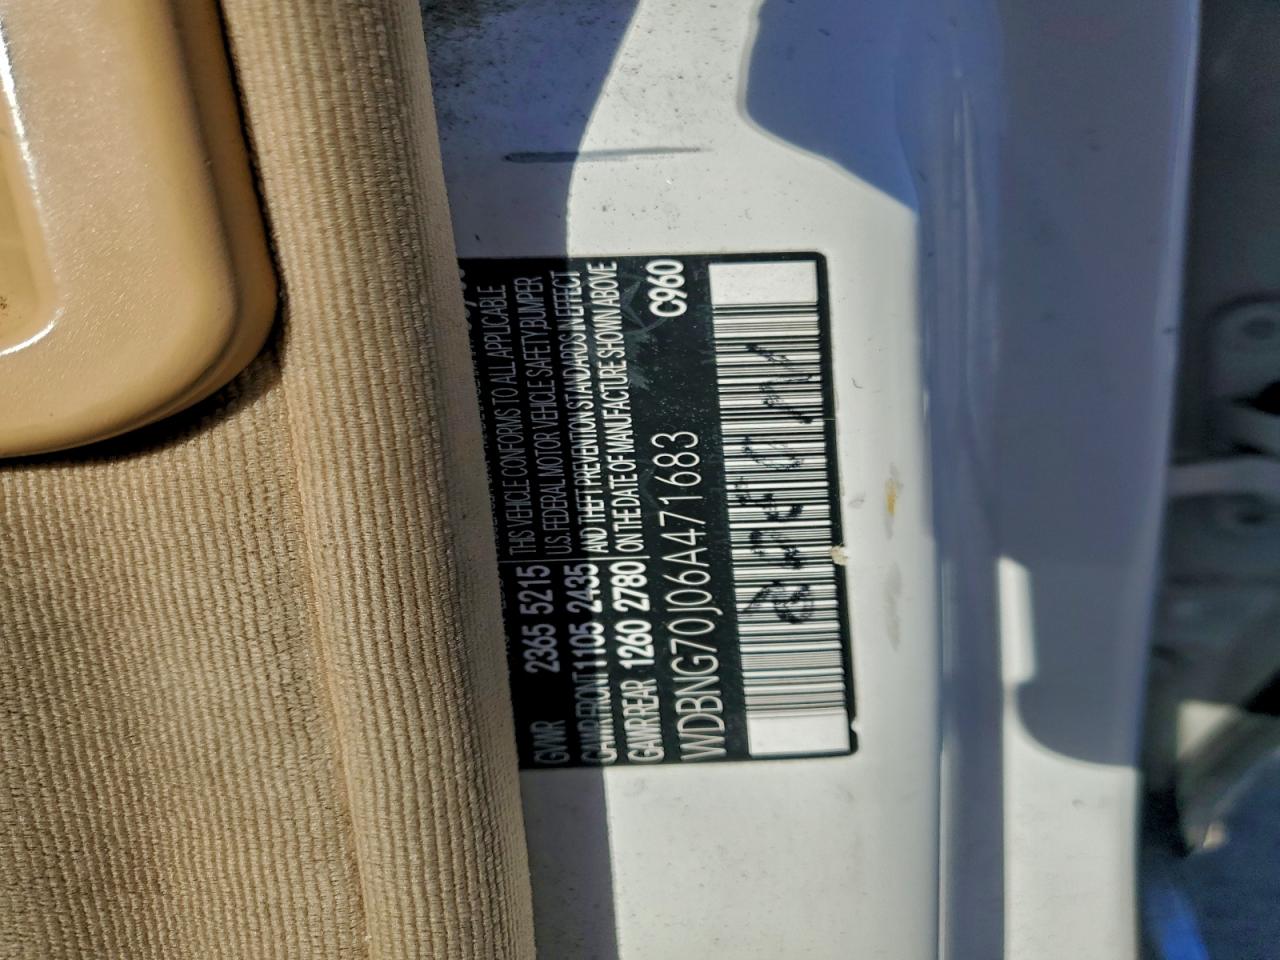 THIS VEHICLE CONFORMS TO ALL APPLICABLE
U.S. FEDERAL MOTOR VEHICLE SAFETY, BUMPER
AND THEFT PREVENTION STANDARDS IN EFFECT
ON THE DATE OF MANUFACTURE SHOWN ABOVE
GVWR 2365 5215
GAWR FRONT 1105 2435
GAWR REAR 1260 2780
WDBNG70J06A471683
C960